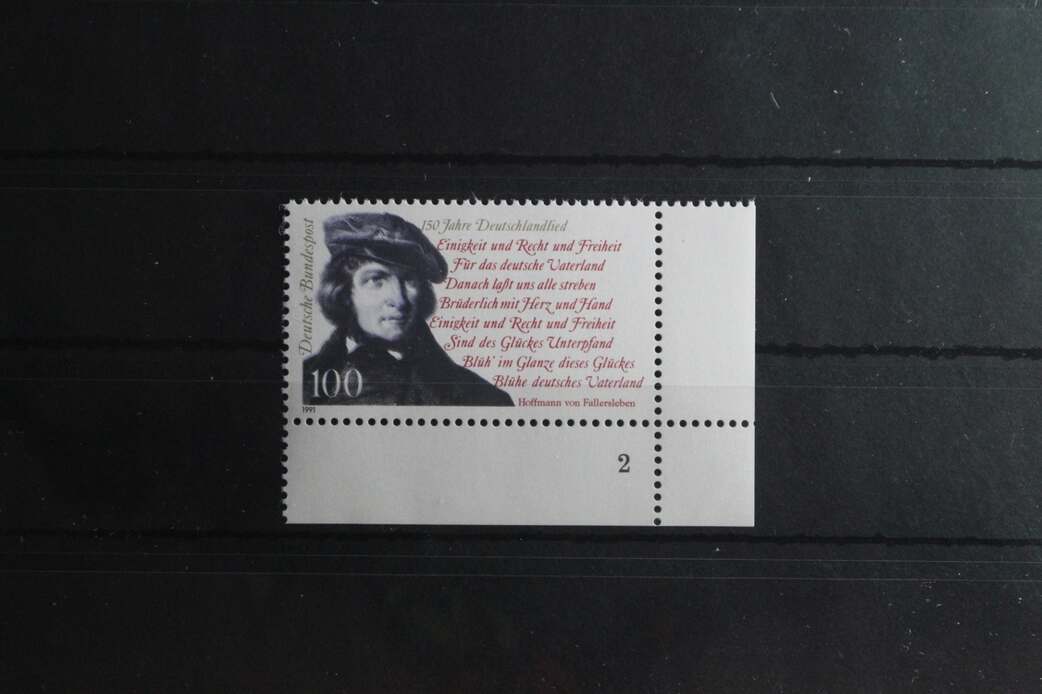 Deutsche Bundespost
150 Jahre Deutschlandlied
Einigkeit und Recht und Freiheit
Für das deutsche Vaterland
Danach laßt uns alle streben
Brüderlich mit Herz und Hand
Einigkeit und Recht und Freiheit
Sind des Glückes Unterpfand
Blüh' im Glanze dieses Glückes
Blühe deutsches Vaterland
Hoffmann von Fallersleben
100
1991
2